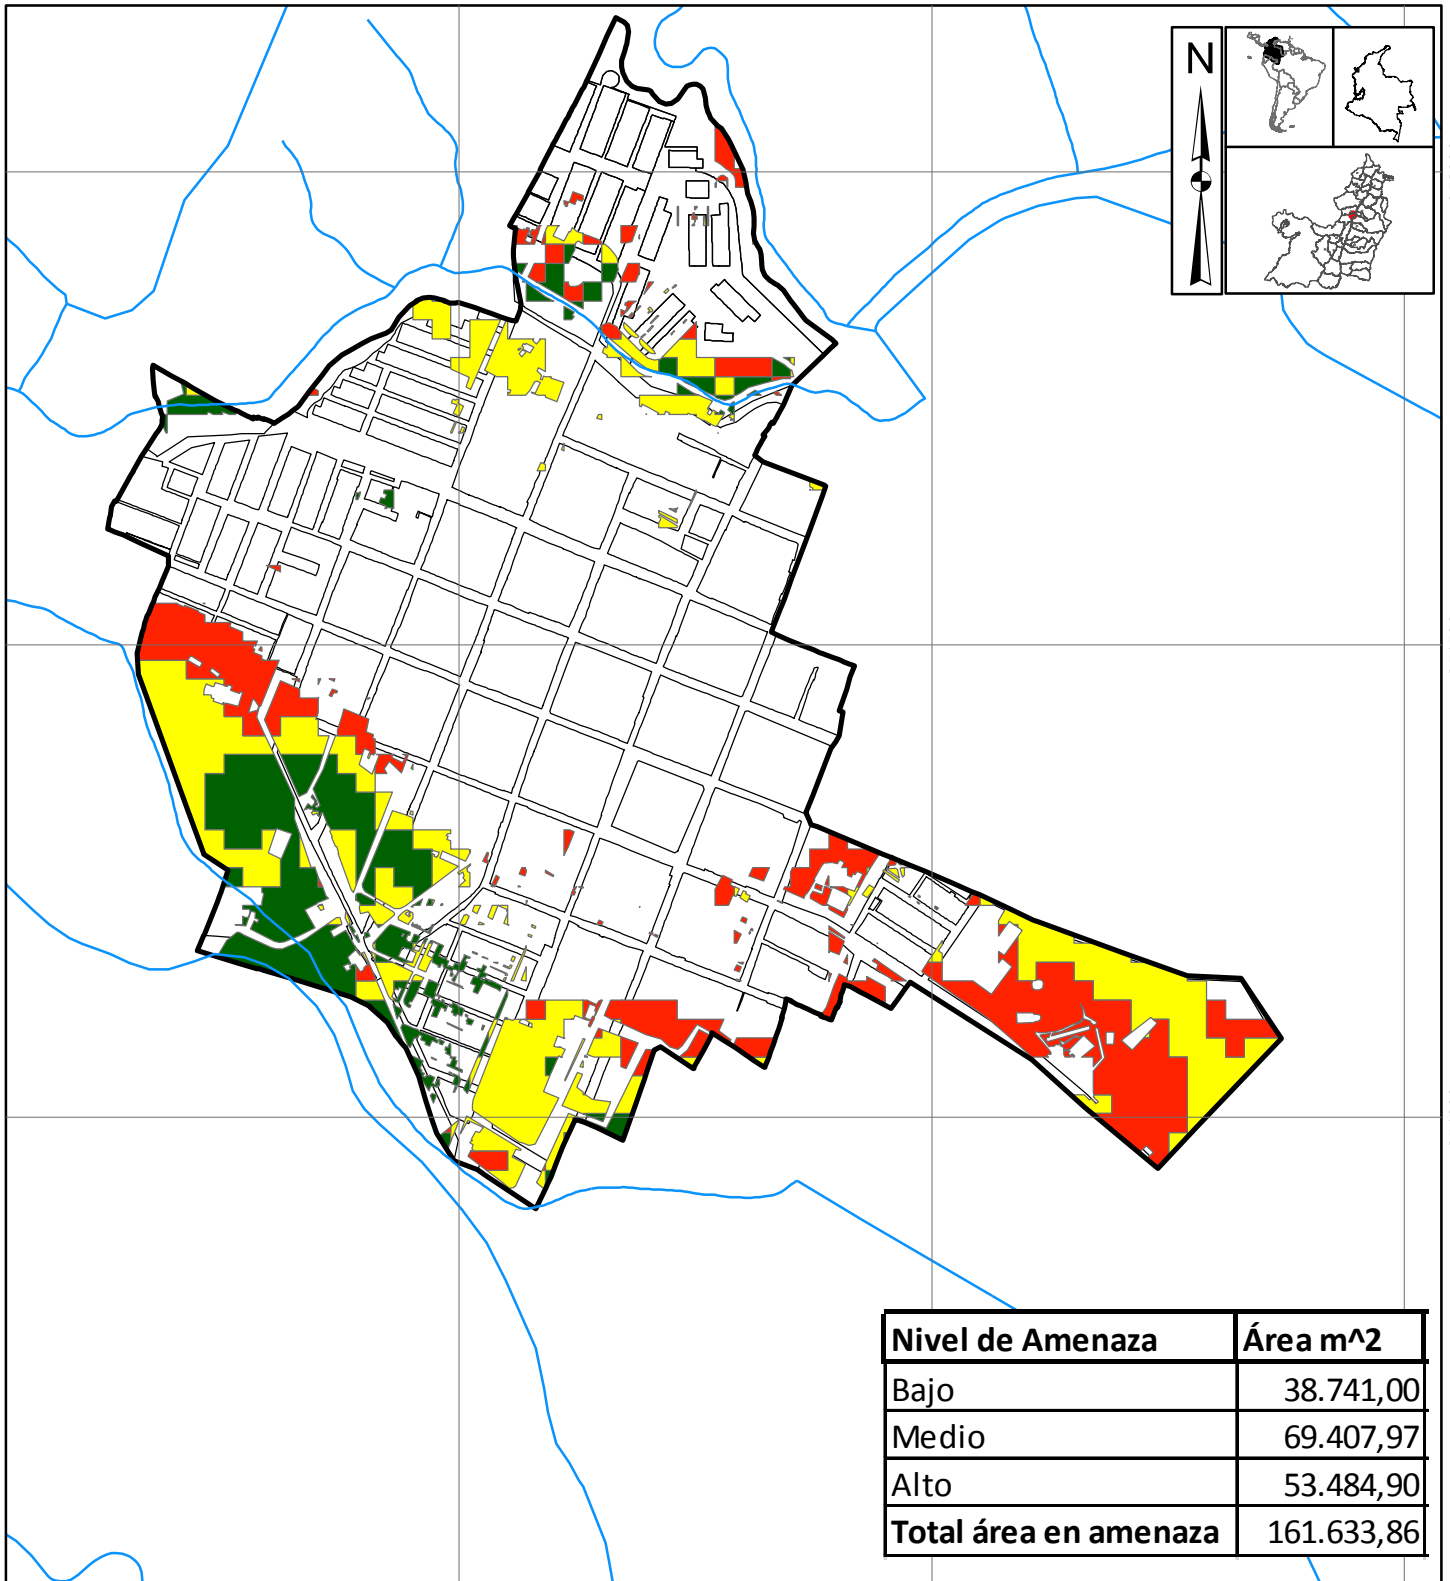 N
Nivel de Amenaza Área m^2
Bajo 38.741,00
Medio 69.407,97
Alto 53.484,90
Total área en amenaza 161.633,86